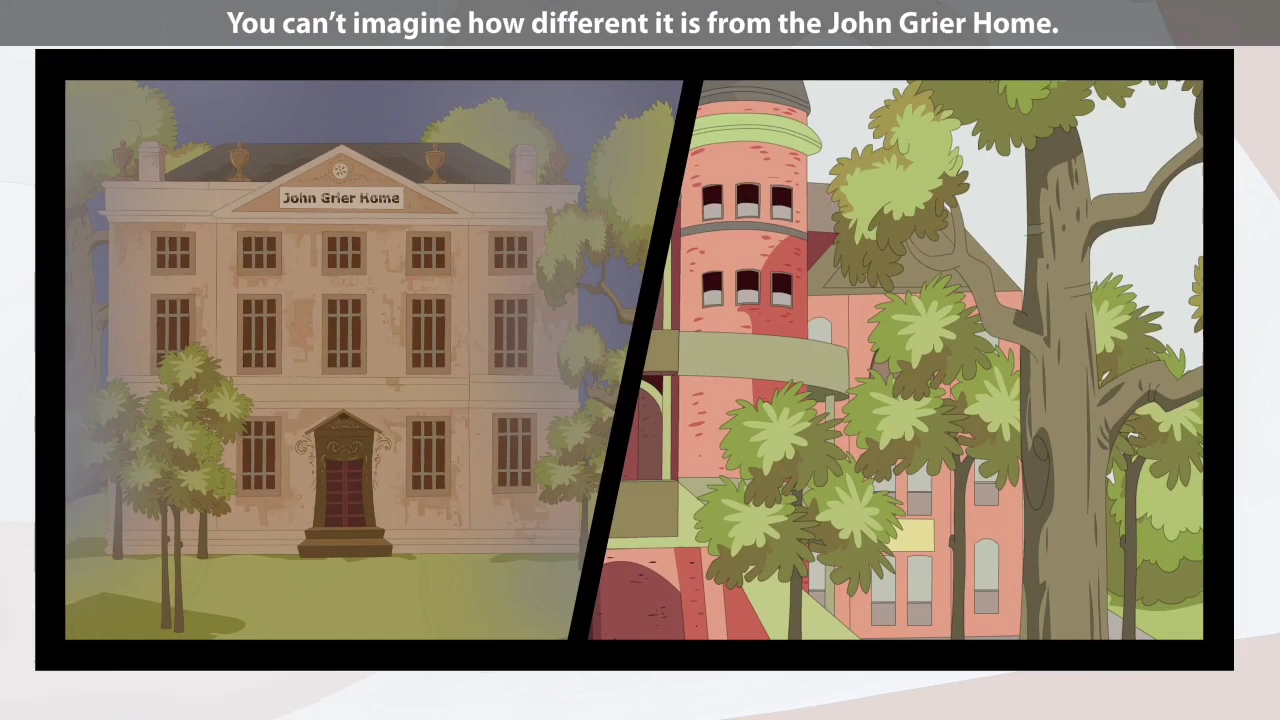 You can’t imagine how different it is from the John Grier Home.
John Grier Home